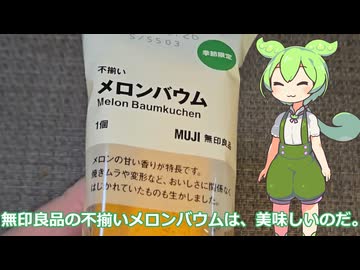 S/5503
季節限定
不揃い
メロンバウム
Melon Baumkuchen
1個
MUJI 無印良品
メロンの甘い香りが特長です。
焼きムラや変形など、おいしさに関係なく
はじかれていたものも生かしました。
無印良品の不揃いメロンバウムは、美味しいのだ。